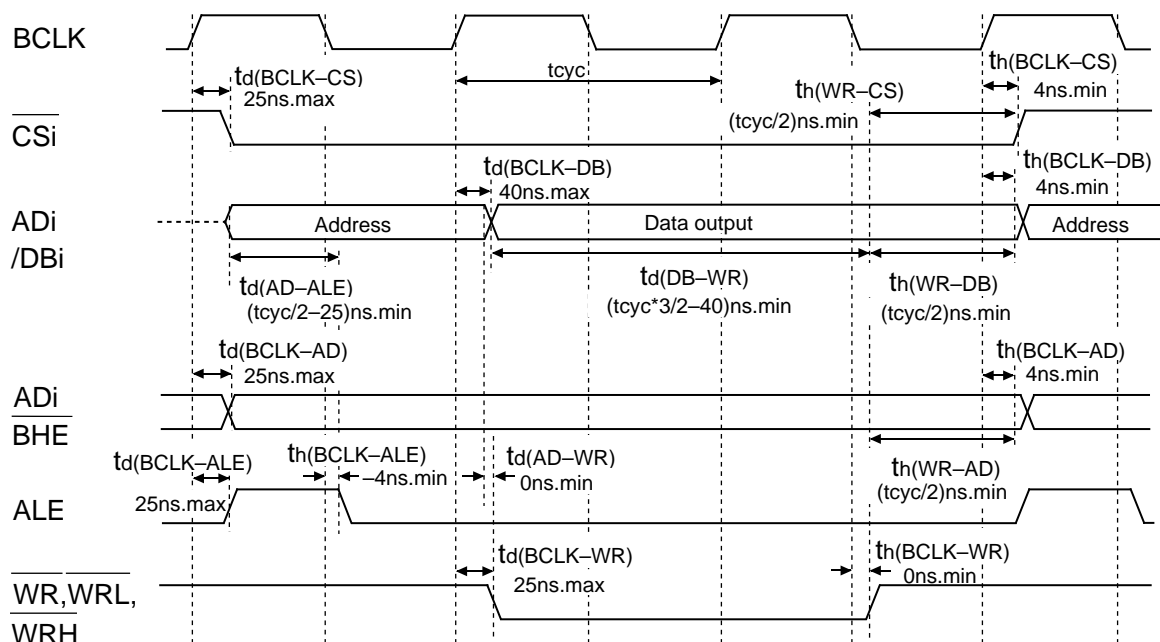 BCLK
td(BCLK–CS)
25ns.max
tcyc
th(WR–CS)
(tcyc/2)ns.min
th(BCLK–CS)
4ns.min
CSi
td(BCLK–DB)
40ns.max
th(BCLK–DB)
4ns.min
ADi
/DBi
Address
Data output
Address
td(AD–ALE)
(tcyc/2–25)ns.min
td(DB–WR)
(tcyc*3/2–40)ns.min
th(WR–DB)
(tcyc/2)ns.min
td(BCLK–AD)
25ns.max
th(BCLK–AD)
4ns.min
ADi
BHE
td(BCLK–ALE)
25ns.max
th(BCLK–ALE)
–4ns.min
td(AD–WR)
0ns.min
th(WR–AD)
(tcyc/2)ns.min
ALE
td(BCLK–WR)
25ns.max
th(BCLK–WR)
0ns.min
WR,WRL,
WRH